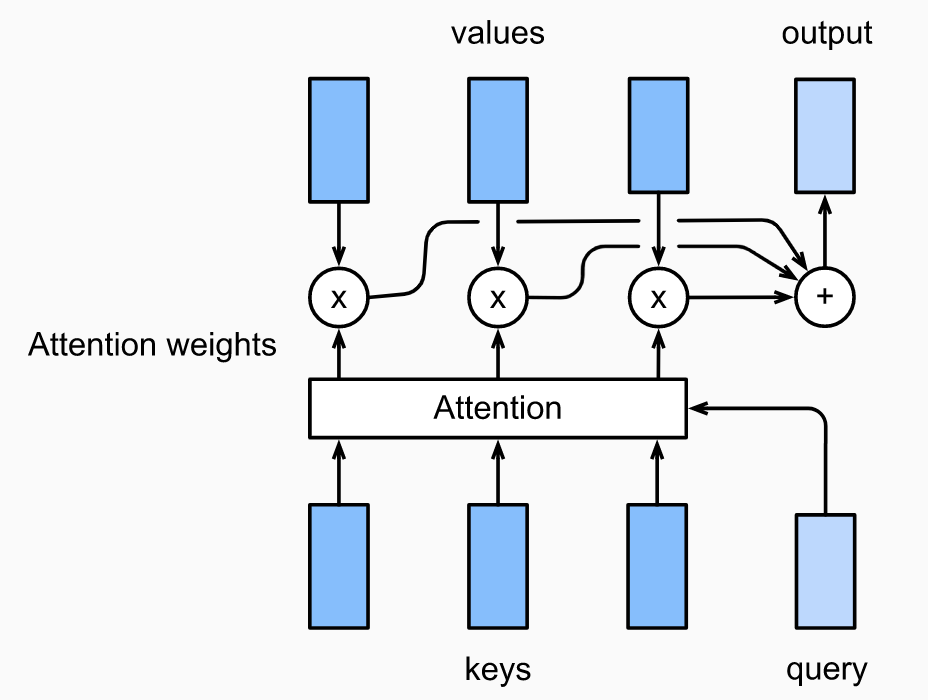 values
output
x
x
x
+
Attention weights
Attention
keys
query